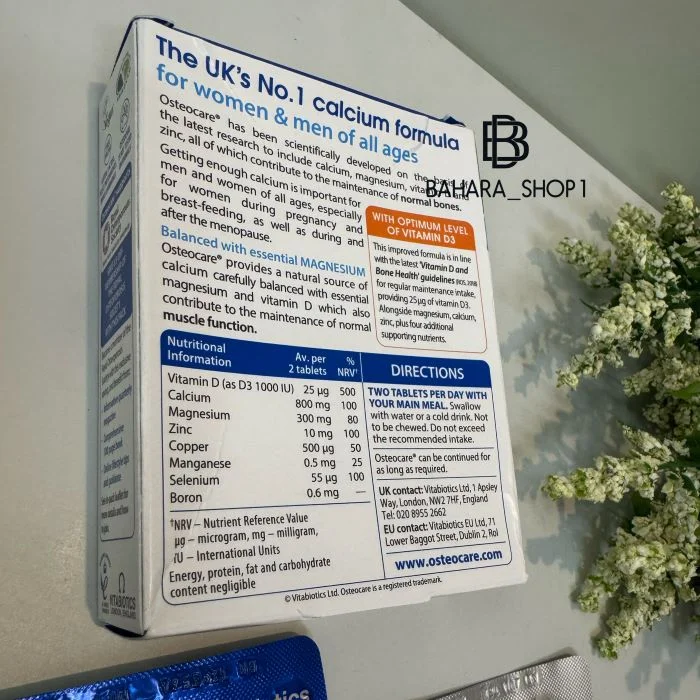 The UK's No.1 calcium formula
for women & men of all ages
Osteocare® has been scientifically developed on the
the latest research to include calcium, magnesium,
zinc, all of which contribute to the maintenance of normal bones.
Getting enough calcium is important for
men and women of all ages, especially
for women during pregnancy and
breast-feeding, as well as during and
after the menopause.
Balanced with essential MAGNESIUM
Osteocare® provides a natural source of
calcium carefully balanced with essential
magnesium and vitamin D which also
contribute to the maintenance of normal
muscle function.
BAHARA_SHOP1
WITH OPTIMUM LEVEL
OF VITAMIN D3
This improved formula is in line
with the latest 'Vitamin D and
Bone Health' guidelines
for regular maintenance intake,
providing 25µg of vitamin D3.
Alongside magnesium, calcium,
zinc, plus four additional
supporting nutrients.
Nutritional Av. per %
Information 2 tablets NRV†
Vitamin D (as D3 1000 IU) 25 µg 500
Calcium 800 mg 100
Magnesium 300 mg 80
Zinc 10 mg 100
Copper 500 µg 50
Manganese 0.5 mg 25
Selenium 55 µg 100
Boron 0.6 mg —
†NRV – Nutrient Reference Value
µg – microgram, mg – milligram,
iU – International Units
Energy, protein, fat and carbohydrate
content negligible
DIRECTIONS
TWO TABLETS PER DAY WITH
YOUR MAIN MEAL. Swallow
with water or a cold drink. Not
to be chewed. Do not exceed
the recommended intake.
Osteocare® can be continued for
as long as required.
UK contact: Vitabiotics Ltd, 1 Apsley
Way, London, NW2 7HF, England
Tel: 020 8955 2662
EU contact: Vitabiotics EU Ltd, 71
Lower Baggot Street, Dublin 2, RoI
www.osteocare.com
© Vitabiotics Ltd. Osteocare is a registered trademark.
VITABIOTICS
LONDON, ENGLAND